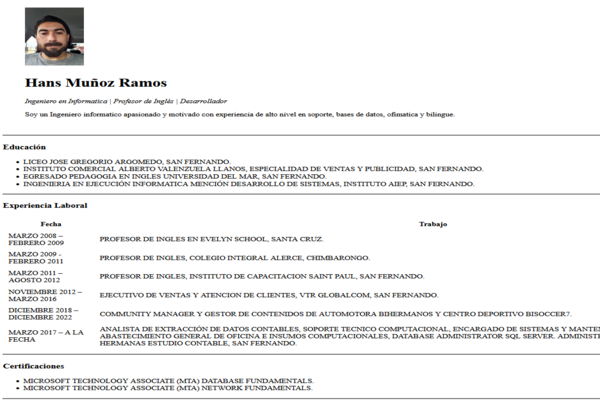 Hans Muñoz Ramos
Ingeniero en Informatica | Profesor de Inglés | Desarrollador
Soy un Ingeniero informatico apasionado y motivado con experiencia de alto nivel en soporte, bases de datos, ofimatica y bilingue.
Educación
LICEO JOSE GREGORIO ARGOMEDO, SAN FERNANDO.
INSTITUTO COMERCIAL ALBERTO VALENZUELA LLANOS, ESPECIALIDAD DE VENTAS Y PUBLICIDAD, SAN FERNANDO.
EGRESADO PEDAGOGIA EN INGLES UNIVERSIDAD DEL MAR, SAN FERNANDO.
INGENIERIA EN EJECUCIÓN INFORMATICA MENCIÓN DESARROLLO DE SISTEMAS, INSTITUTO AIEP, SAN FERNANDO.
Experiencia Laboral
Fecha Trabajo
MARZO 2008 –
FEBRERO 2009
PROFESOR DE INGLES EN EVELYN SCHOOL, SANTA CRUZ.
MARZO 2009 -
FEBRERO 2011
PROFESOR DE INGLES, COLEGIO INTEGRAL ALERCE, CHIMBARONGO.
MARZO 2011 –
AGOSTO 2012
PROFESOR DE INGLES, INSTITUTO DE CAPACITACION SAINT PAUL, SAN FERNANDO.
NOVIEMBRE 2012 –
MARZO 2016
EJECUTIVO DE VENTAS Y ATENCION DE CLIENTES, VTR GLOBALCOM, SAN FERNANDO.
DICIEMBRE 2018 –
DICIEMBRE 2022
COMMUNITY MANAGER Y GESTOR DE CONTENIDOS DE AUTOMOTORA BIHERMANOS Y CENTRO DEPORTIVO BISOCCER7.
MARZO 2017 – A LA
FECHA
ANALISTA DE EXTRACCIÓN DE DATOS CONTABLES, SOPORTE TECNICO COMPUTACIONAL, ENCARGADO DE SISTEMAS Y
ABASTECIMIENTO GENERAL DE OFICINA E INSUMOS COMPUTACIONALES, DATABASE ADMINISTRATOR SQL SERVER.
HERMANAS ESTUDIO CONTABLE, SAN FERNANDO.
Certificaciones
MICROSOFT TECHNOLOGY ASSOCIATE (MTA) DATABASE FUNDAMENTALS.
MICROSOFT TECHNOLOGY ASSOCIATE (MTA) NETWORK FUNDAMENTALS.